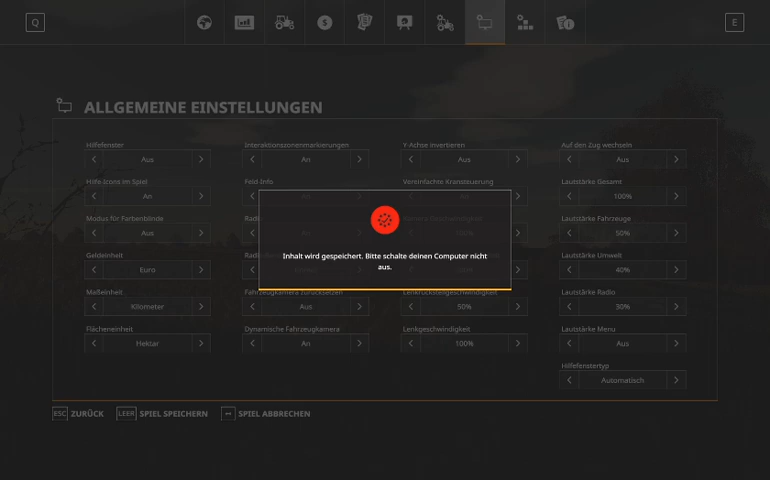 Q
E
ALLGEMEINE EINSTELLUNGEN
Hilfefenster
Aus
Interaktionszonenmarkierungen
An
Y-Achse invertieren
Aus
Auf den Zug wechseln
Aus
Hilfe-Icons im Spiel
An
Feld-Info
Vereinfachte Kransteuerung
Lautstärke Gesamt
100%
Modus für Farbenblinde
Aus
Lautstärke Fahrzeuge
50%
Geldeinheit
Euro
Lautstärke Umwelt
40%
Inhalt wird gespeichert. Bitte schalte deinen Computer nicht
aus.
Maßeinheit
Kilometer
Fahrzeugkamera zurücksetzen
Aus
Lenkrückstellgeschwindigkeit
50%
Lautstärke Radio
30%
Flächeneinheit
Hektar
Dynamische Fahrzeugkamera
An
Lenkgeschwindigkeit
100%
Lautstärke Menu
Aus
Hilfefenstertyp
Automatisch
ESC ZURÜCK LEER SPIEL SPEICHERN SPIEL ABBRECHEN